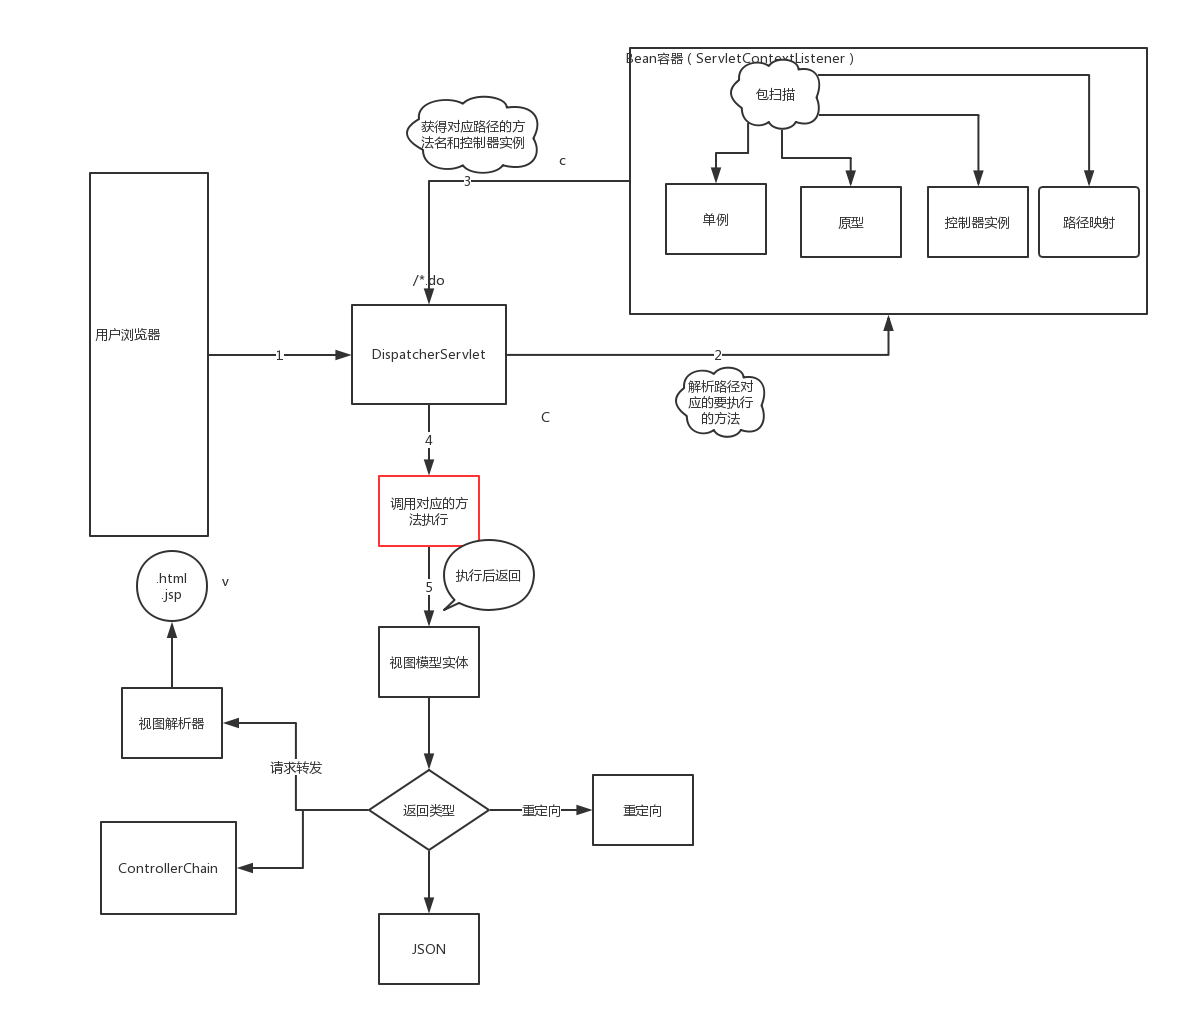 Bean容器（ServletContextListener）
包扫描
获得对应路径的方
法名和控制器实例
c
3
单例
原型
控制器实例
路径映射
/*.do
用户浏览器
1
DispatcherServlet
2
解析路径对
应的要执行
的方法
C
4
调用对应的方
法执行
执行后返回
5
.html
.jsp
v
视图模型实体
视图解析器
请求转发
返回类型
重定向
重定向
ControllerChain
JSON